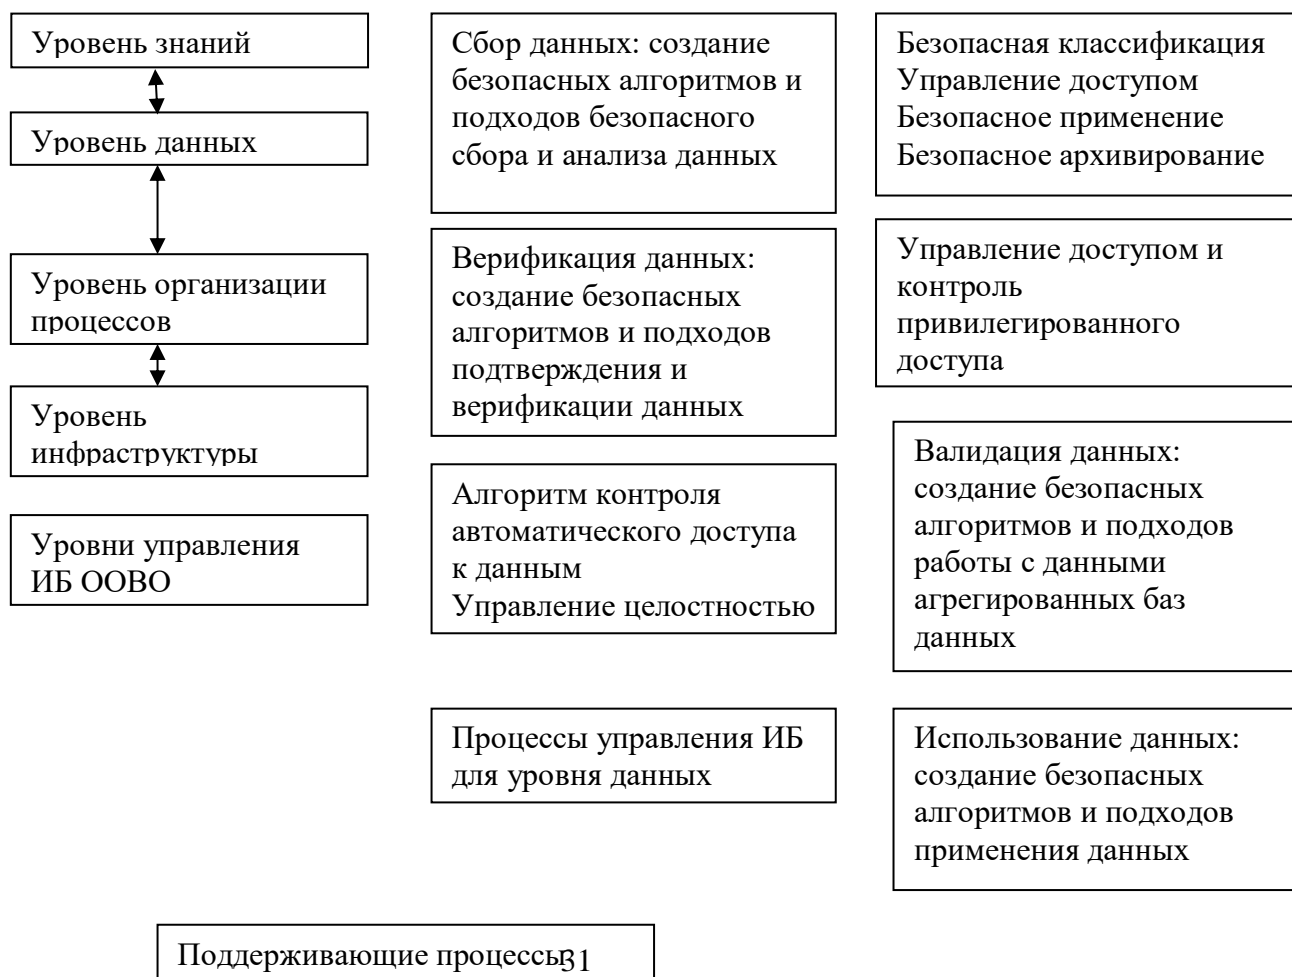 Уровень знаний
Уровень данных
Уровень организации
процессов
Уровень
инфраструктуры
Уровни управления
ИБ ООВО
Сбор данных: создание
безопасных алгоритмов и
подходов безопасного
сбора и анализа данных
Верификация данных:
создание безопасных
алгоритмов и подходов
подтверждения и
верификации данных
Алгоритм контроля
автоматического доступа
к данным
Управление целостностью
Процессы управления ИБ
для уровня данных
Безопасная классификация
Управление доступом
Безопасное применение
Безопасное архивирование
Управление доступом и
контроль
привилегированного
доступа
Валидация данных:
создание безопасных
алгоритмов и подходов
работы с данными
агрегированных баз
данных
Использование данных:
создание безопасных
алгоритмов и подходов
применения данных
Поддерживающие процессы
31